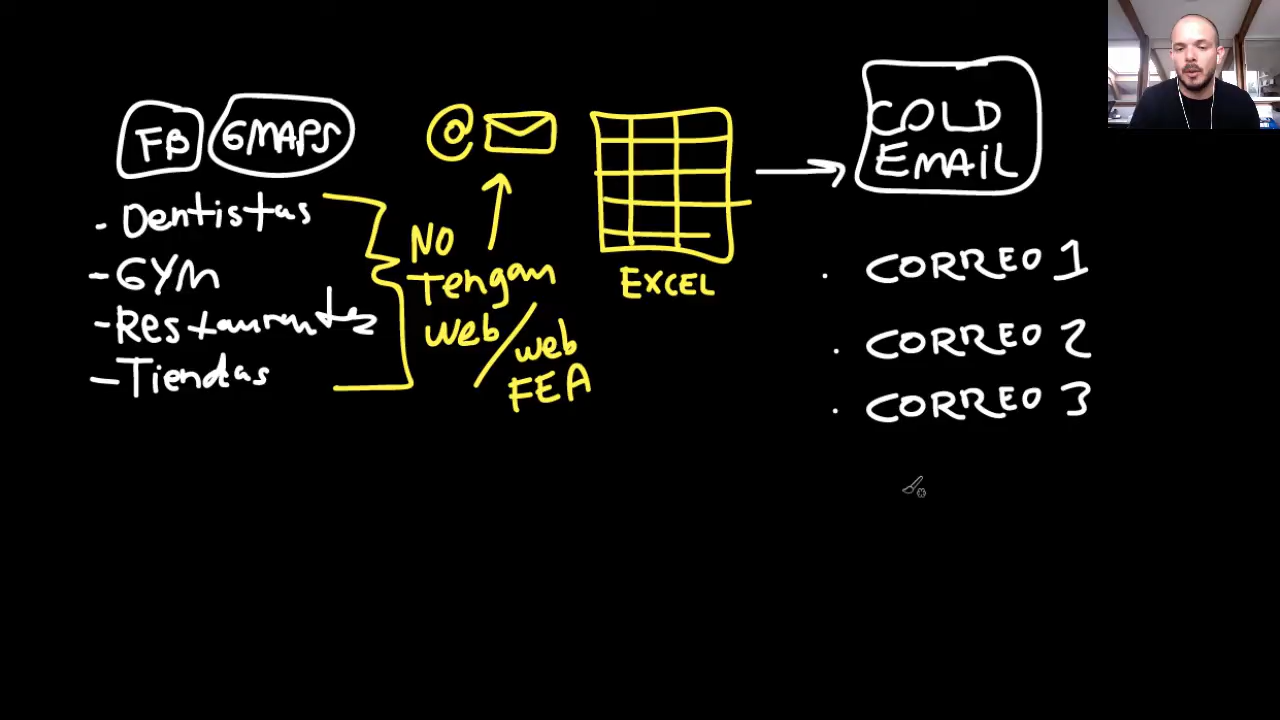 FB
GMAPS
- Dentistas
- GYM
- Restaurantes
- Tiendas
@
NO
Tengan
web / web
FEA
EXCEL
COLD
EMAIL
. CORREO 1
. CORREO 2
. CORREO 3